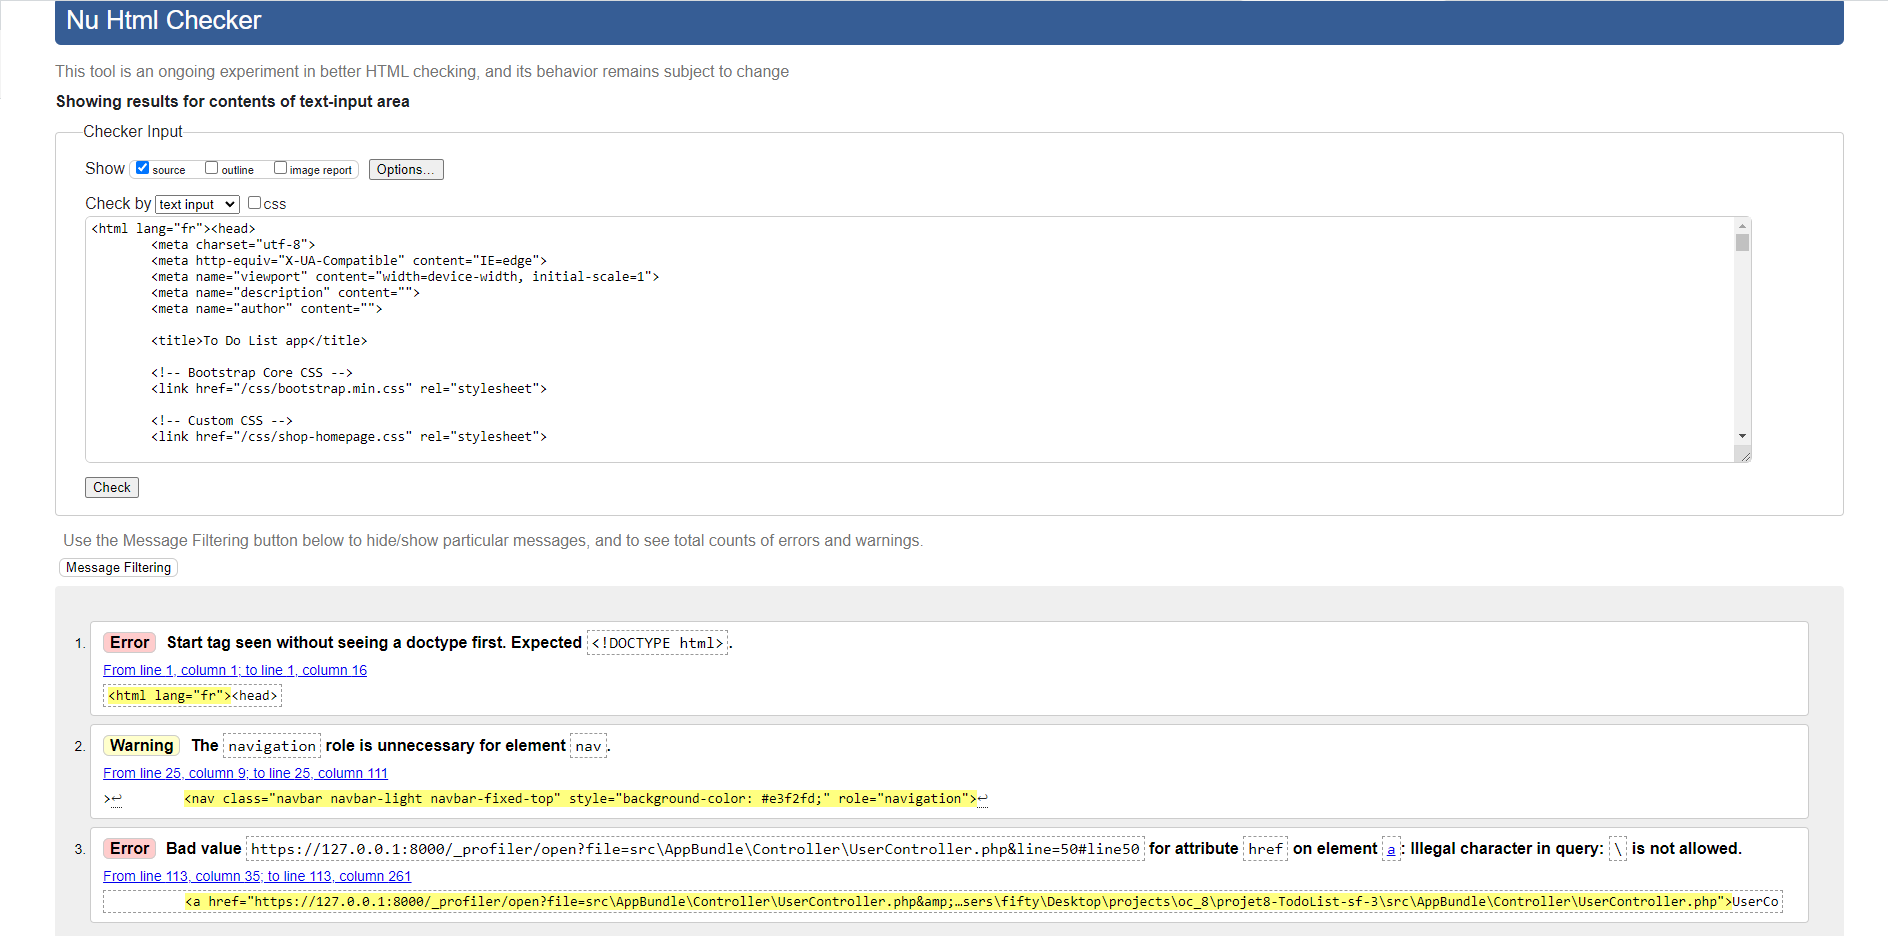 Nu Html Checker
This tool is an ongoing experiment in better HTML checking, and its behavior remains subject to change
Showing results for contents of text-input area
Checker Input
Show source outline image report Options...
Check by text input css
<html lang="fr"><head>
<meta charset="utf-8">
<meta http-equiv="X-UA-Compatible" content="IE=edge">
<meta name="viewport" content="width=device-width, initial-scale=1">
<meta name="description" content="">
<meta name="author" content="">
<title>To Do List app</title>
<!-- Bootstrap Core CSS -->
<link href="/css/bootstrap.min.css" rel="stylesheet">
<!-- Custom CSS -->
<link href="/css/shop-homepage.css" rel="stylesheet">
Check
Use the Message Filtering button below to hide/show particular messages, and to see total counts of errors and warnings.
Message Filtering
1. Error Start tag seen without seeing a doctype first. Expected <!DOCTYPE html>.
From line 1, column 1; to line 1, column 16
<html lang="fr"><head>
2. Warning The navigation role is unnecessary for element nav.
From line 25, column 9; to line 25, column 111
>↩ <nav class="navbar navbar-light navbar-fixed-top" style="background-color: #e3f2fd;" role="navigation">↩
3. Error Bad value https://127.0.0.1:8000/_profiler/open?file=src\AppBundle\Controller\UserController.php&line=50#line50 for attribute href on element a: Illegal character in query: \ is not allowed.
From line 113, column 35; to line 113, column 261
<a href="https://127.0.0.1:8000/_profiler/open?file=src\AppBundle\Controller\UserController.php&amp;…sers\fifty\Desktop\projects\oc_8\projet8-TodoList-sf-3\src\AppBundle\Controller\UserController.php">UserCo